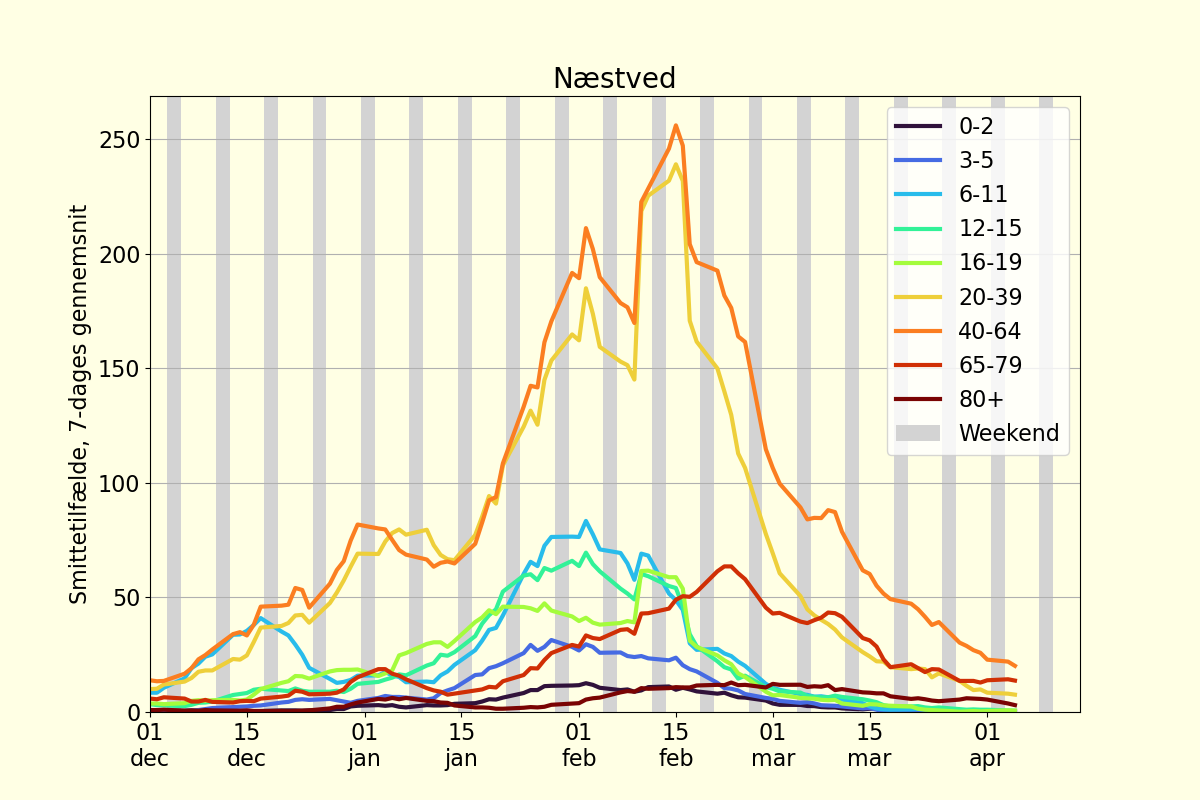 Næstved
Smittetilfælde, 7-dages gennemsnit
250
200
150
100
50
0
01 dec
15 dec
01 jan
15 jan
01 feb
15 feb
01 mar
15 mar
01 apr
0-2
3-5
6-11
12-15
16-19
20-39
40-64
65-79
80+
Weekend